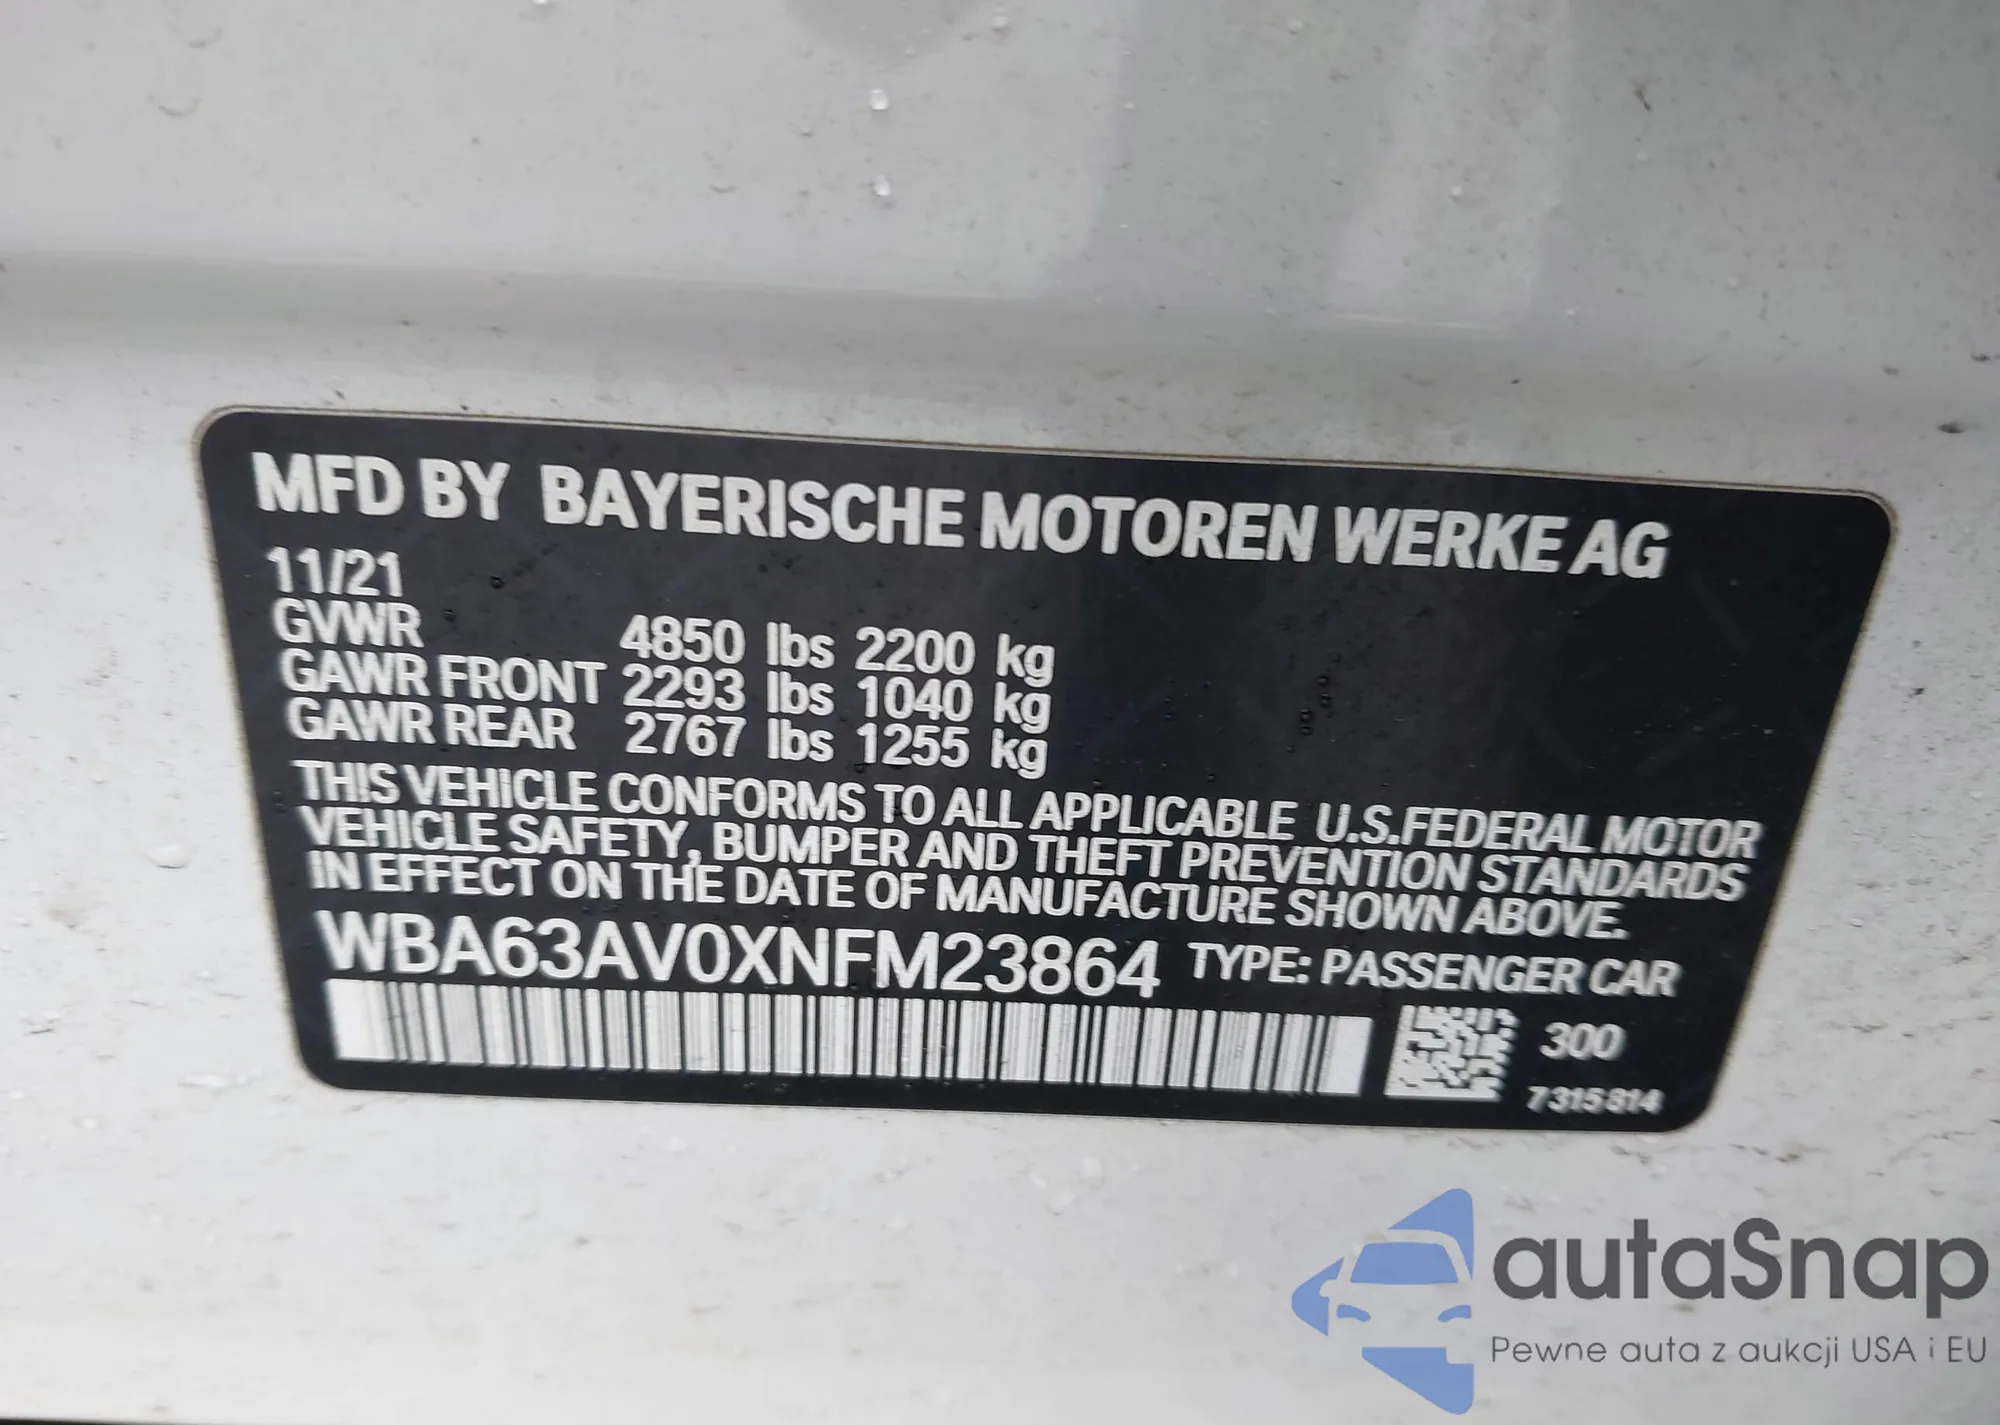 MFD BY BAYERISCHE MOTOREN WERKE AG
11/21
GVWR 4850 lbs 2200 kg
GAWR FRONT 2293 lbs 1040 kg
GAWR REAR 2767 lbs 1255 kg
THIS VEHICLE CONFORMS TO ALL APPLICABLE U.S.FEDERAL MOTOR
VEHICLE SAFETY, BUMPER AND THEFT PREVENTION STANDARDS
IN EFFECT ON THE DATE OF MANUFACTURE SHOWN ABOVE.
WBA63AV0XNFM23864 TYPE: PASSENGER CAR
300
7315814
autaSnap
Pewne auta z aukcji USA i EU